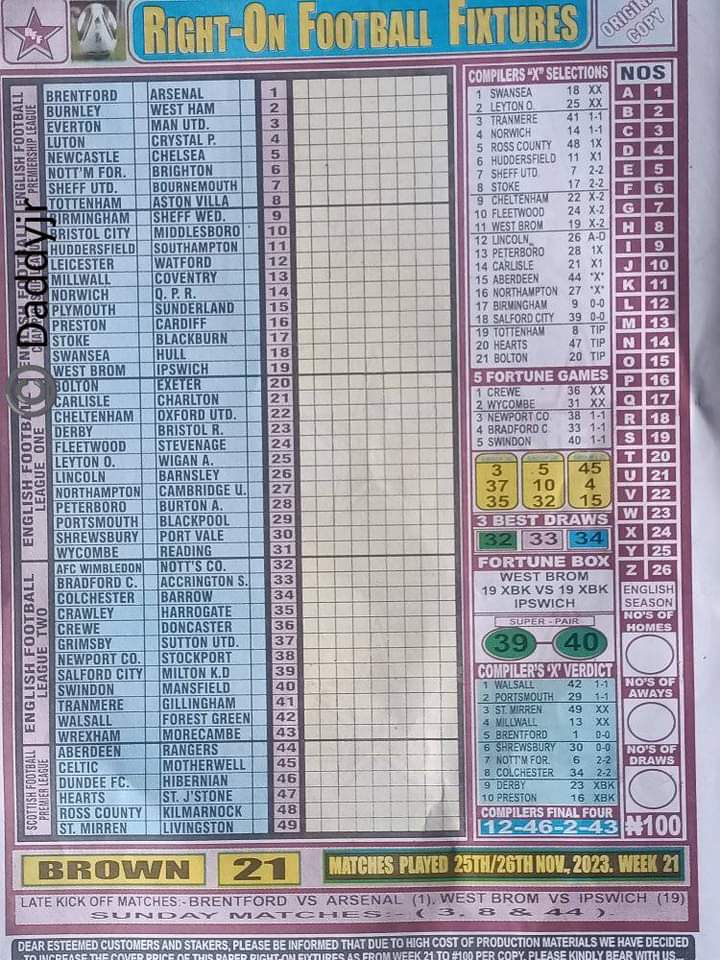 RFF
RIGHT-ON FOOTBALL FIXTURES
ORIGINAL COPY
ENGLISH FOOTBALL PREMIERSHIP LEAGUE
BRENTFORD ARSENAL 1
BURNLEY WEST HAM 2
EVERTON MAN UTD. 3
LUTON CRYSTAL P. 4
NEWCASTLE CHELSEA 5
NOTT'M FOR. BRIGHTON 6
SHEFF UTD. BOURNEMOUTH 7
TOTTENHAM ASTON VILLA 8
BIRMINGHAM SHEFF WED. 9
BRISTOL CITY MIDDLESBORO 10
HUDDERSFIELD SOUTHAMPTON 11
LEICESTER WATFORD 12
MILLWALL COVENTRY 13
NORWICH Q. P. R. 14
PLYMOUTH SUNDERLAND 15
PRESTON CARDIFF 16
STOKE BLACKBURN 17
SWANSEA HULL 18
WEST BROM IPSWICH 19
ENGLISH FOOTBALL LEAGUE ONE
BOLTON EXETER 20
CARLISLE CHARLTON 21
CHELTENHAM OXFORD UTD. 22
DERBY BRISTOL R. 23
FLEETWOOD STEVENAGE 24
LEYTON O. WIGAN A. 25
LINCOLN BARNSLEY 26
NORTHAMPTON CAMBRIDGE U. 27
PETERBORO BURTON A. 28
PORTSMOUTH BLACKPOOL 29
SHREWSBURY PORT VALE 30
WYCOMBE READING 31
ENGLISH FOOTBALL LEAGUE TWO
AFC WIMBLEDON NOTT'S CO. 32
BRADFORD C. ACCRINGTON S. 33
COLCHESTER BARROW 34
CRAWLEY HARROGATE 35
CREWE DONCASTER 36
GRIMSBY SUTTON UTD. 37
NEWPORT CO. STOCKPORT 38
SALFORD CITY MILTON K.D 39
SWINDON MANSFIELD 40
TRANMERE GILLINGHAM 41
WALSALL FOREST GREEN 42
WREXHAM MORECAMBE 43
SCOTTISH FOOTBALL PREMIER LEAGUE
ABERDEEN RANGERS 44
CELTIC MOTHERWELL 45
DUNDEE FC. HIBERNIAN 46
HEARTS ST. J'STONE 47
ROSS COUNTY KILMARNOCK 48
ST. MIRREN LIVINGSTON 49
(C) Daddyjr
COMPILERS "X" SELECTIONS
1 SWANSEA 18 XX
2 LEYTON O. 25 XX
3 TRANMERE 41 1-1
4 NORWICH 14 1-1
5 ROSS COUNTY 48 1X
6 HUDDERSFIELD 11 X1
7 SHEFF UTD. 7 2-2
8 STOKE 17 2-2
9 CHELTENHAM 22 X-2
10 FLEETWOOD 24 X-2
11 WEST BROM 19 X-2
12 LINCOLN 26 A-D
13 PETERBORO 28 1X
14 CARLISLE 21 X1
15 ABERDEEN 44 "X"
16 NORTHAMPTON 27 "X"
17 BIRMINGHAM 9 0-0
18 SALFORD CITY 39 0-0
19 TOTTENHAM 8 TIP
20 HEARTS 47 TIP
21 BOLTON 20 TIP
5 FORTUNE GAMES
1 CREWE 36 XX
2 WYCOMBE 31 XX
3 NEWPORT CO. 38 1-1
4 BRADFORD C. 33 1-1
5 SWINDON 40 1-1
3 5 45
37 10 4
35 32 15
3 BEST DRAWS
32 33 34
FORTUNE BOX
WEST BROM
19 XBK VS 19 XBK
IPSWICH
SUPER - PAIR
39 40
COMPILER'S 'X' VERDICT
1 WALSALL 42 1-1
2 PORTSMOUTH 29 1-1
3 ST. MIRREN 49 XX
4 MILLWALL 13 XX
5 BRENTFORD 1 0-0
6 SHREWSBURY 30 0-0
7 NOTT'M FOR. 6 2-2
8 COLCHESTER 34 2-2
9 DERBY 23 XBK
10 PRESTON 16 XBK
COMPILERS FINAL FOUR
12-46-2-43
NOS
A 1
B 2
C 3
D 4
E 5
F 6
G 7
H 8
I 9
J 10
K 11
L 12
M 13
N 14
O 15
P 16
Q 17
R 18
S 19
T 20
U 21
V 22
W 23
X 24
Y 25
Z 26
ENGLISH SEASON
NO'S OF HOMES
NO'S OF AWAYS
NO'S OF DRAWS
₦100
BROWN 21 MATCHES PLAYED 25TH/26TH NOV., 2023. WEEK 21
LATE KICK OFF MATCHES:- BRENTFORD VS ARSENAL (1), WEST BROM VS IPSWICH (19)
SUNDAY MATCHES:- ( 3, 8 & 44 ).
DEAR ESTEEMED CUSTOMERS AND STAKERS, PLEASE BE INFORMED THAT DUE TO HIGH COST OF PRODUCTION MATERIALS WE HAVE DECIDED
TO INCREASE THE COVER PRICE OF THIS PAPER RIGHT-ON FIXTURES AS FROM WEEK 21 TO #100 PER COPY. PLEASE KINDLY BEAR WITH US...